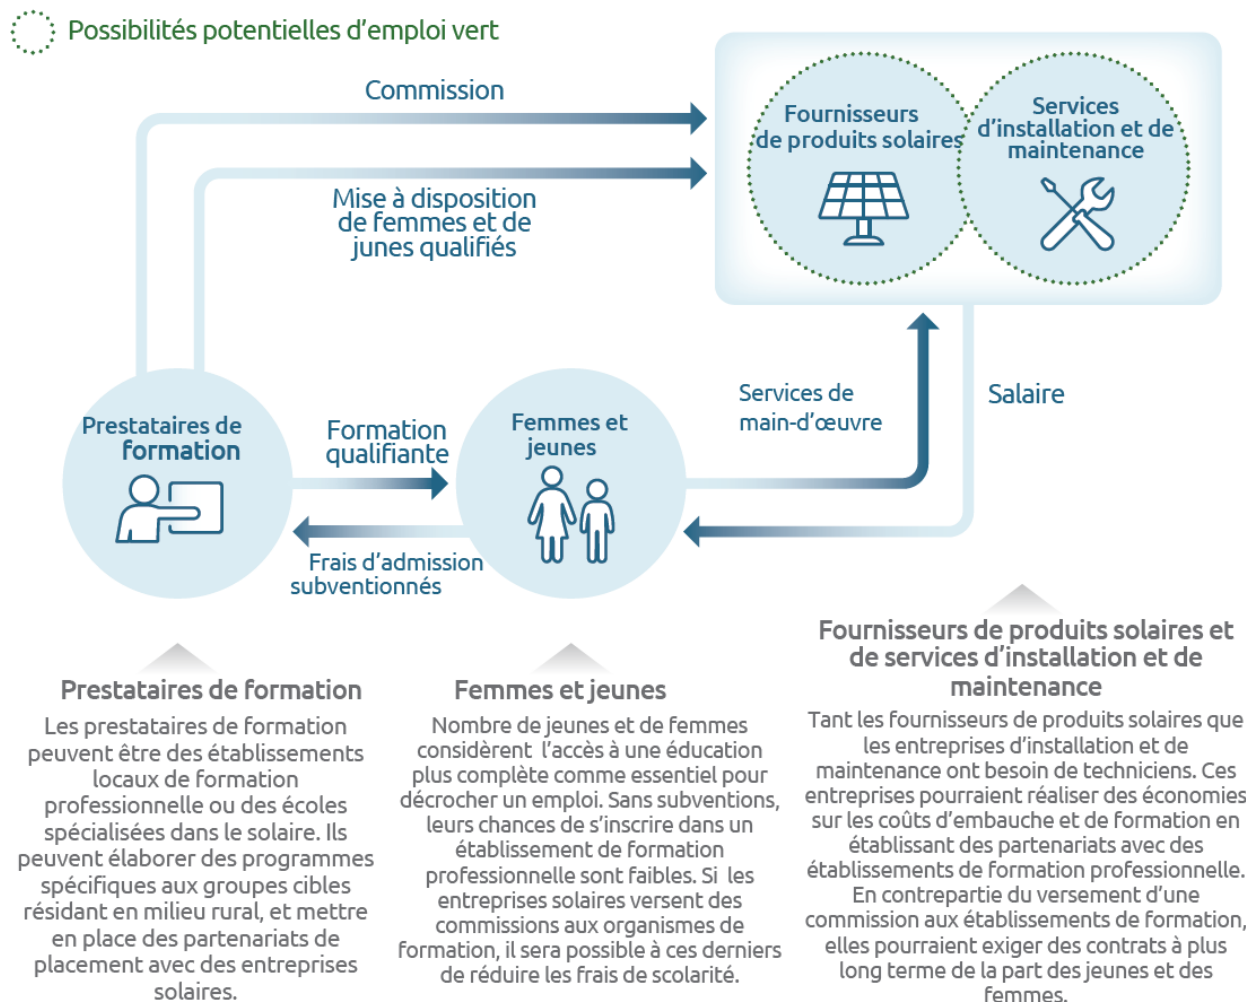 Possibilités potentielles d’emploi vert
Commission
Fournisseurs
de produits solaires
Services
d’installation et de
maintenance
Mise à disposition
de femmes et de
junes qualifiés
Prestataires de
formation
Formation
qualifiante
Femmes et
jeunes
Services de
main-d’œuvre
Salaire
Frais d’admission
subventionnés
Prestataires de formation
Les prestataires de formation
peuvent être des établissements
locaux de formation
professionnelle ou des écoles
spécialisées dans le solaire. Ils
peuvent élaborer des programmes
spécifiques aux groupes cibles
résidant en milieu rural, et mettre
en place des partenariats de
placement avec des entreprises
solaires.
Femmes et jeunes
Nombre de jeunes et de femmes
considèrent l’accès à une éducation
plus complète comme essentiel pour
décrocher un emploi. Sans subventions,
leurs chances de s’inscrire dans un
établissement de formation
professionnelle sont faibles. Si les
entreprises solaires versent des
commissions aux organismes de
formation, il sera possible à ces derniers
de réduire les frais de scolarité.
Fournisseurs de produits solaires et
de services d’installation et de
maintenance
Tant les fournisseurs de produits solaires que
les entreprises d’installation et de
maintenance ont besoin de techniciens. Ces
entreprises pourraient réaliser des économies
sur les coûts d’embauche et de formation en
établissant des partenariats avec des
établissements de formation professionnelle.
En contrepartie du versement d’une
commission aux établissements de formation,
elles pourraient exiger des contrats à plus
long terme de la part des jeunes et des
femmes.